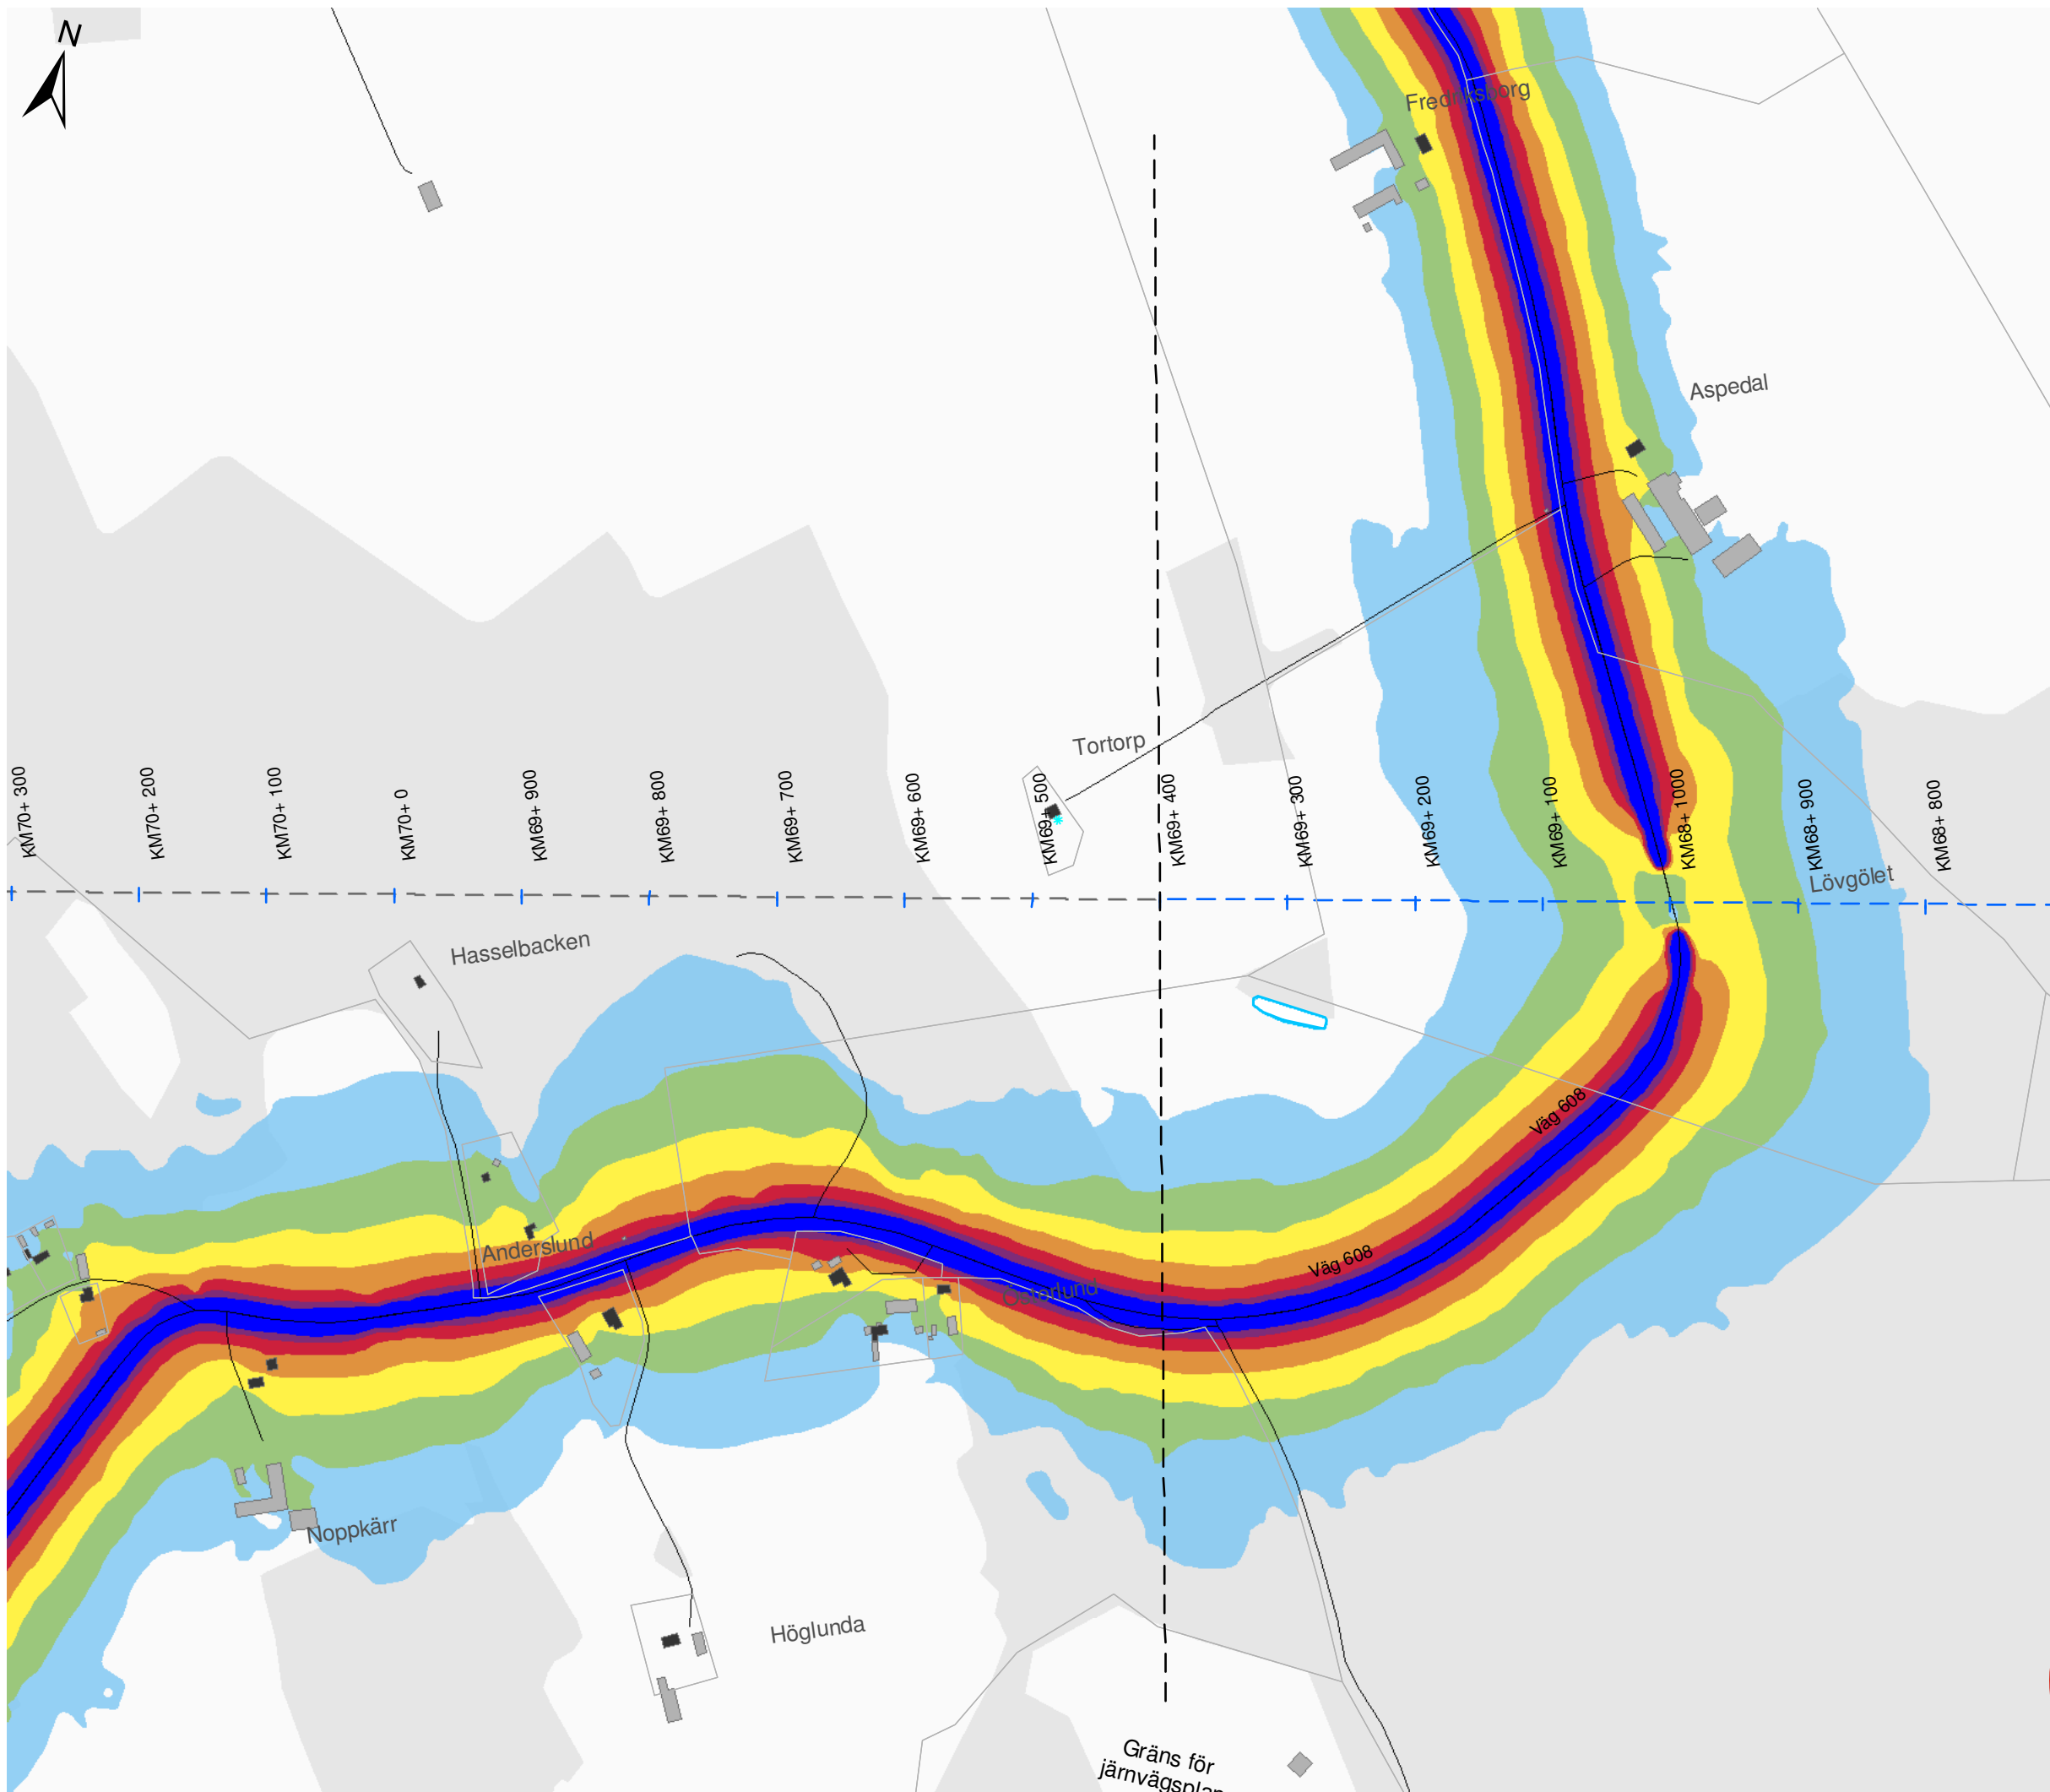 N
Fredriksborg
Aspedal
Tortorp
KM70+ 300
KM70+ 200
KM70+ 100
KM70+ 0
KM69+ 900
KM69+ 800
KM69+ 700
KM69+ 600
KM69+ 500
KM69+ 400
KM69+ 300
KM69+ 200
KM69+ 100
KM68+ 1000
KM68+ 900
KM68+ 800
Lövgölet
Hasselbacken
Väg 608
Anderslund
Väg 608
Noppkärr
Höglunda
Gräns för
järnvägsplan